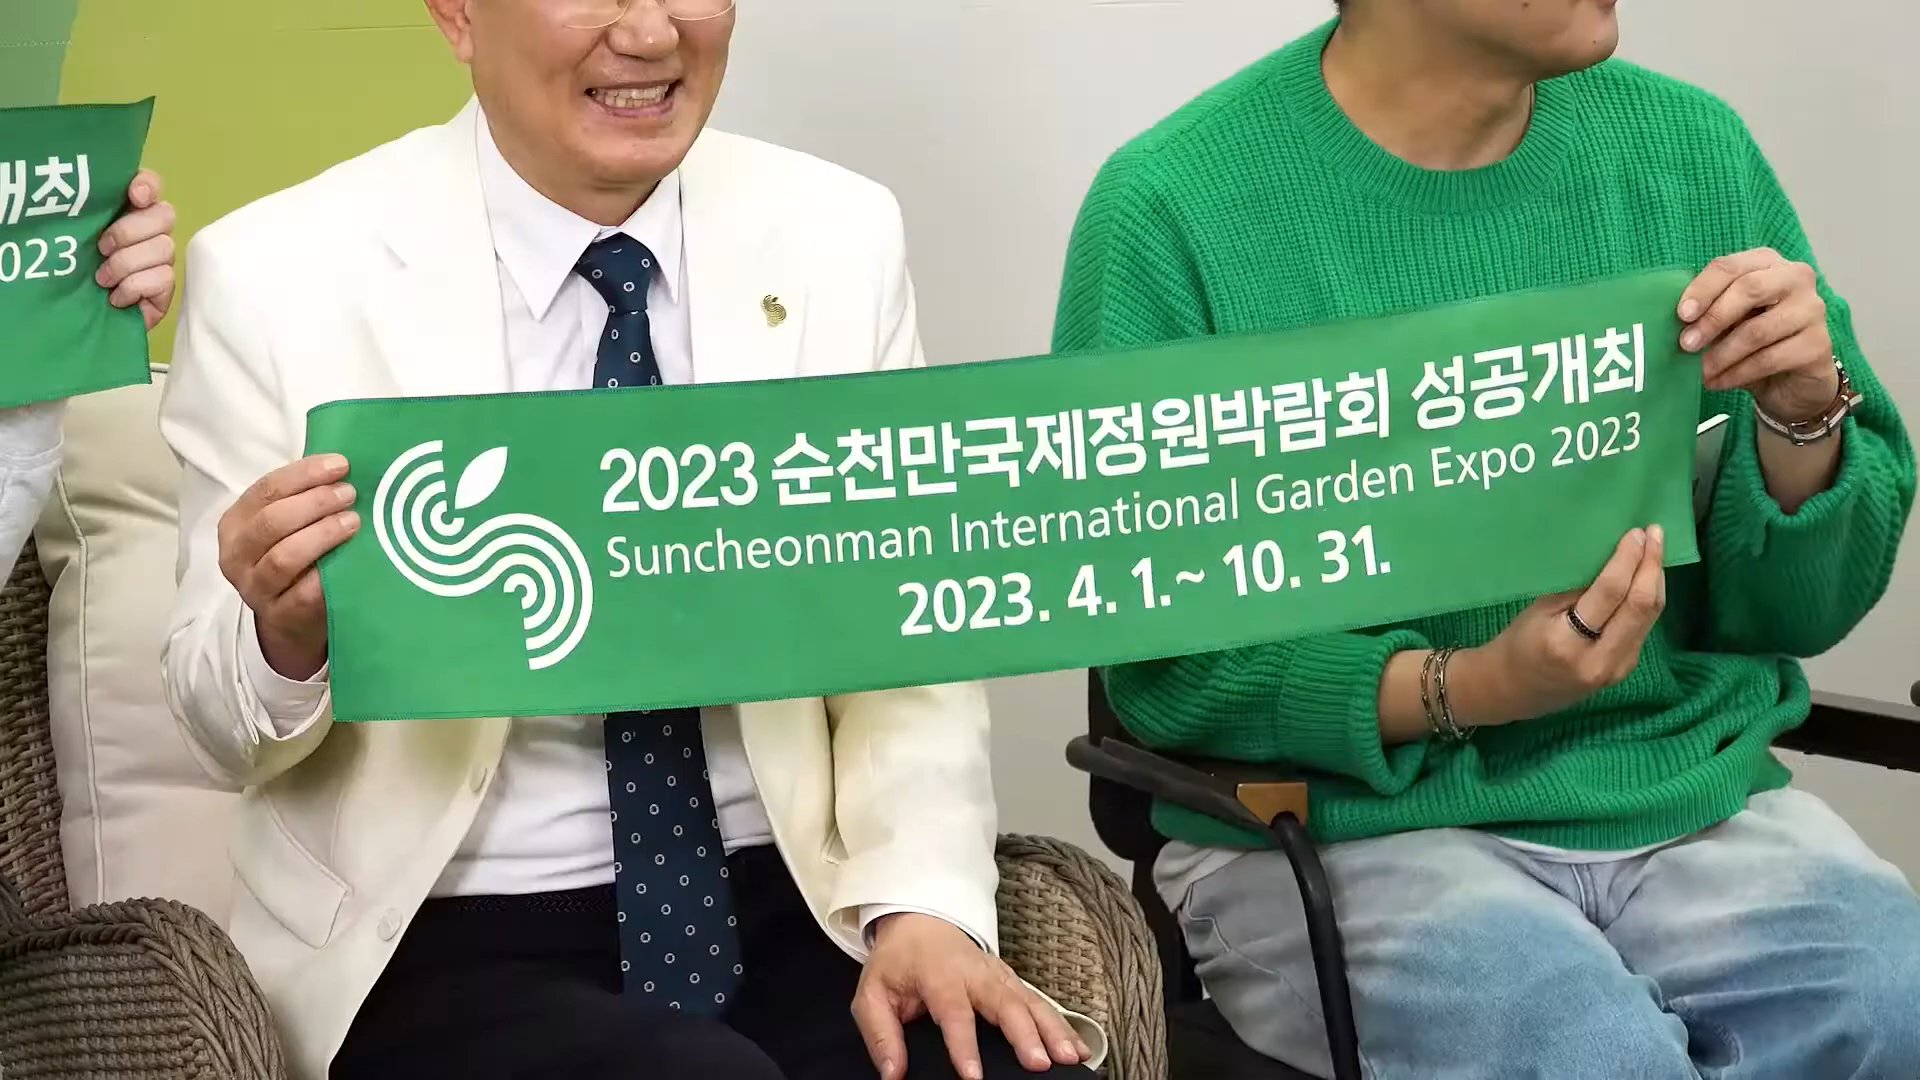 개최
023
2023 순천만국제정원박람회 성공개최
Suncheonman International Garden Expo 2023
2023. 4. 1.~ 10. 31.